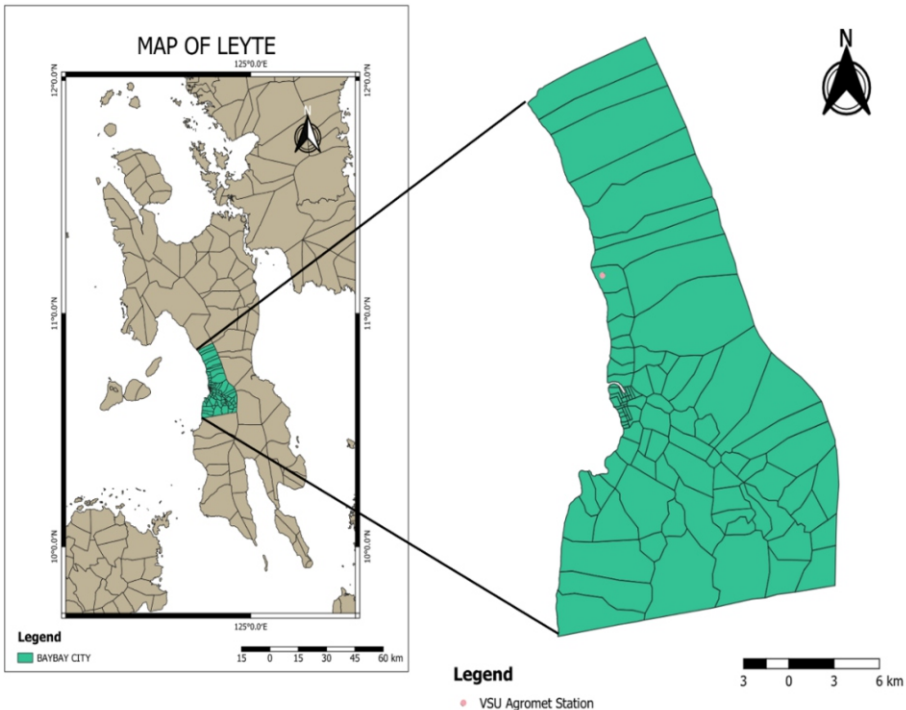 MAP OF LEYTE
125°0.0'E
12°0.0'N
12°0.0'N
N
N
11°0.0'N
11°0.0'N
10°0.0'N
10°0.0'N
125°0.0'E
Legend
BAYBAY CITY
15 0 15 30 45 60 km
Legend
VSU Agromet Station
3 0 3 6 km